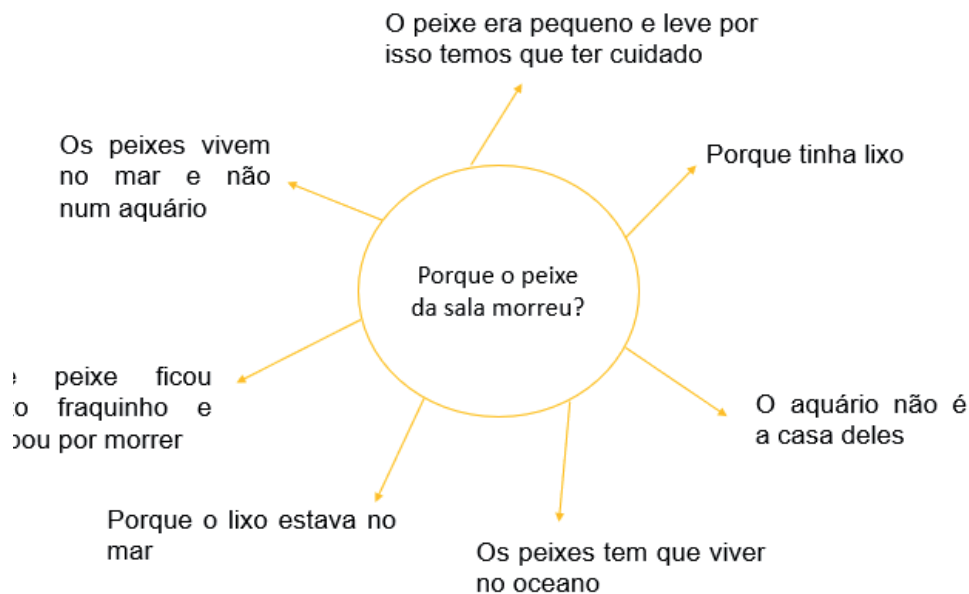 O peixe era pequeno e leve por
isso temos que ter cuidado
Porque tinha lixo
Os peixes vivem
no mar e não
num aquário
Porque o peixe
da sala morreu?
peixe ficou
fraquinho e
por morrer
O aquário não é
a casa deles
Porque o lixo estava no
mar
Os peixes tem que viver
no oceano